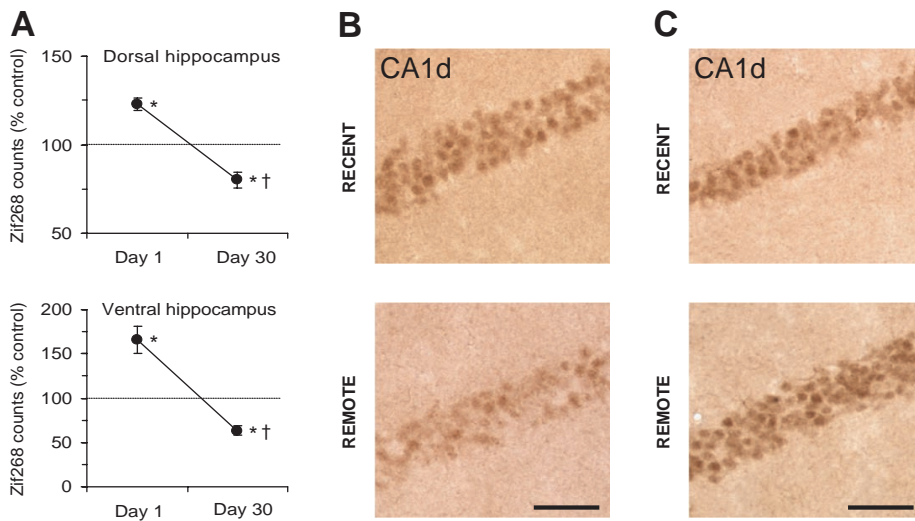 A
Zif268 counts (% control)
Dorsal hippocampus
150
100
50
*
* †
Day 1
Day 30
Zif268 counts (% control)
Ventral hippocampus
200
150
100
50
0
*
* †
Day 1
Day 30
B
RECENT
CA1d
REMOTE
C
RECENT
CA1d
REMOTE